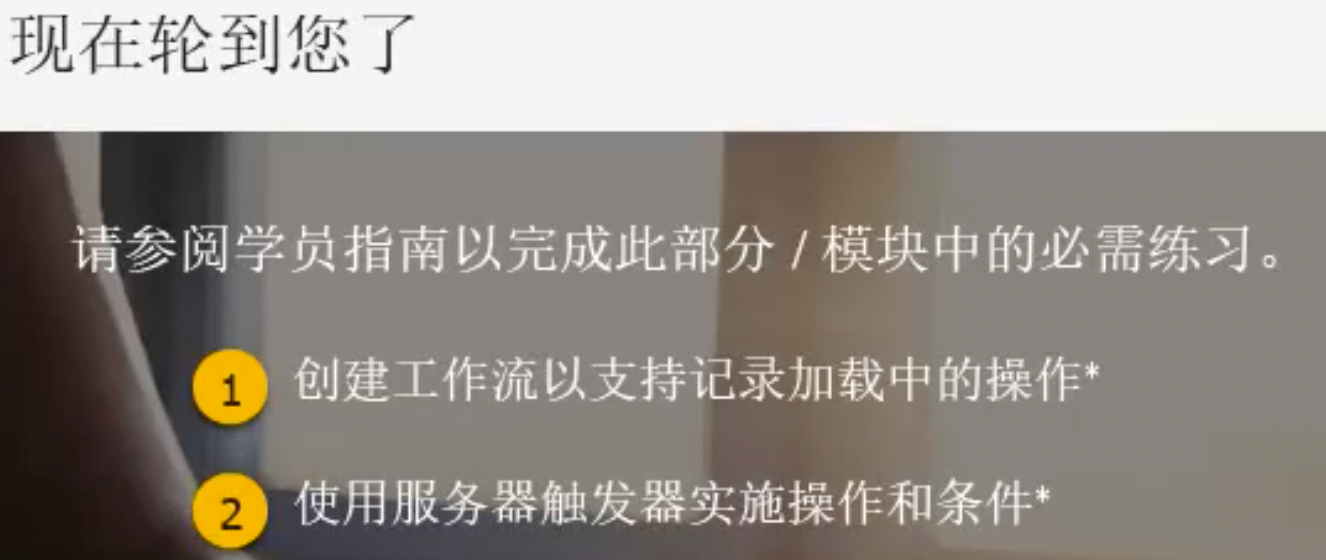 现在轮到您了
请参阅学员指南以完成此部分 / 模块中的必需练习。
1 创建工作流以支持记录加载中的操作*
2 使用服务器触发器实施操作和条件*